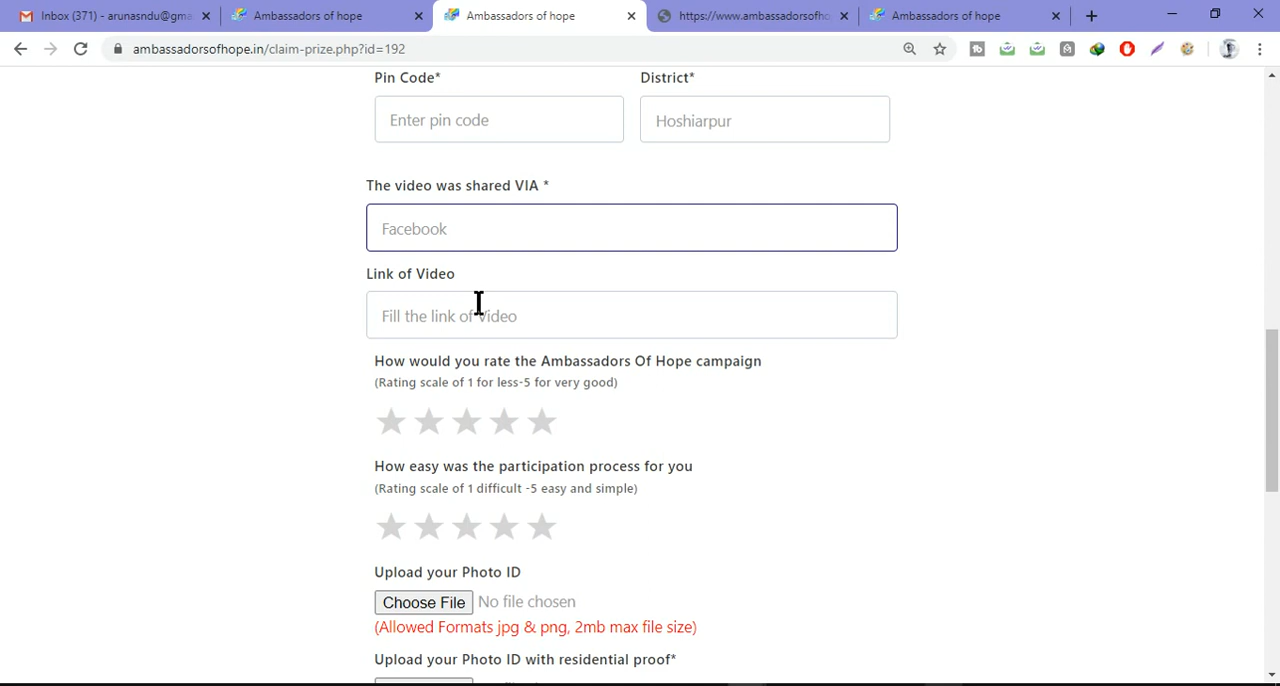 Inbox (371) - arunasndu@gma
Ambassadors of hope
Ambassadors of hope
https://www.ambassadorsofho
Ambassadors of hope
ambassadorsofhope.in/claim-prize.php?id=192
Pin Code* District*
Enter pin code Hoshiarpur
The video was shared VIA *
Facebook
Link of Video
Fill the link of Video
How would you rate the Ambassadors Of Hope campaign
(Rating scale of 1 for less-5 for very good)
How easy was the participation process for you
(Rating scale of 1 difficult -5 easy and simple)
Upload your Photo ID
Choose File No file chosen
(Allowed Formats jpg & png, 2mb max file size)
Upload your Photo ID with residential proof*